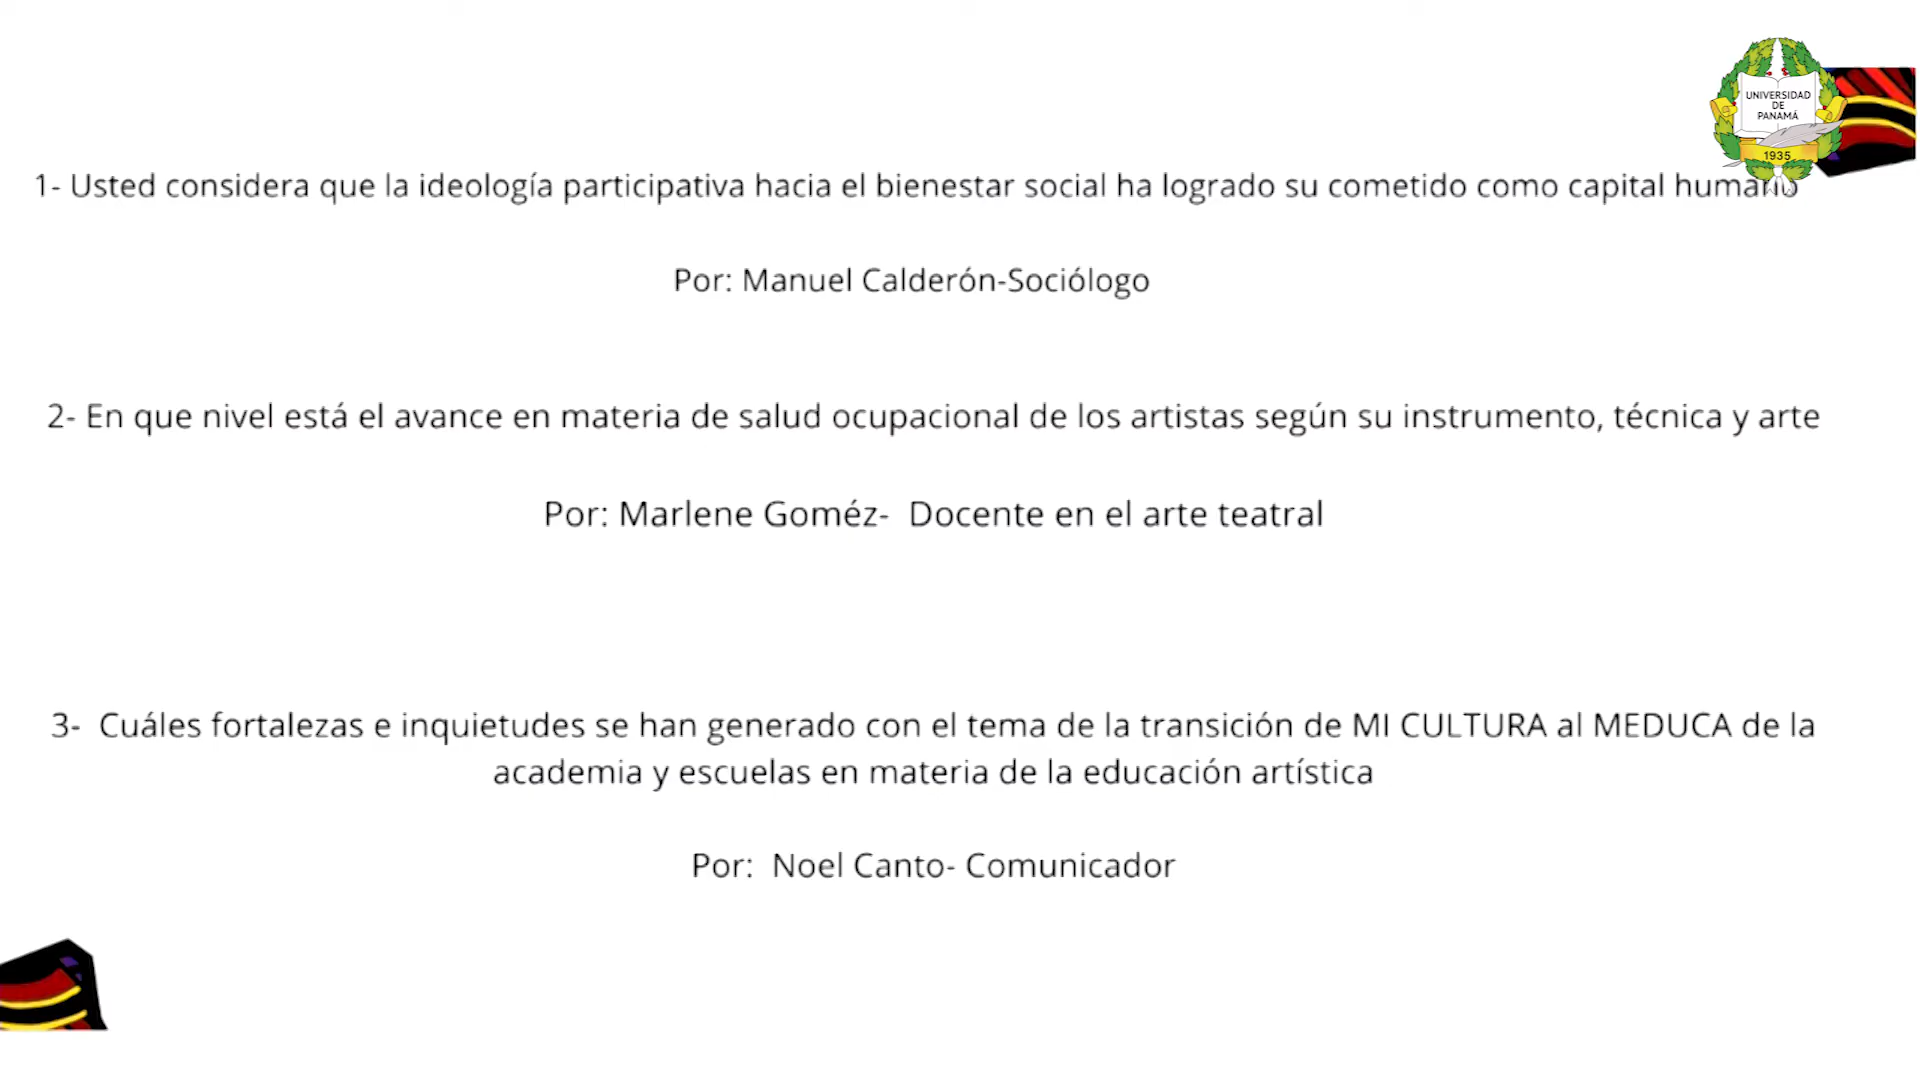 UNIVERSIDAD
DE
PANAMÁ
1935
1- Usted considera que la ideología participativa hacia el bienestar social ha logrado su cometido como capital humano
Por: Manuel Calderón-Sociólogo
2- En que nivel está el avance en materia de salud ocupacional de los artistas según su instrumento, técnica y arte
Por: Marlene Goméz- Docente en el arte teatral
3- Cuáles fortalezas e inquietudes se han generado con el tema de la transición de MI CULTURA al MEDUCA de la
academia y escuelas en materia de la educación artística
Por: Noel Canto- Comunicador